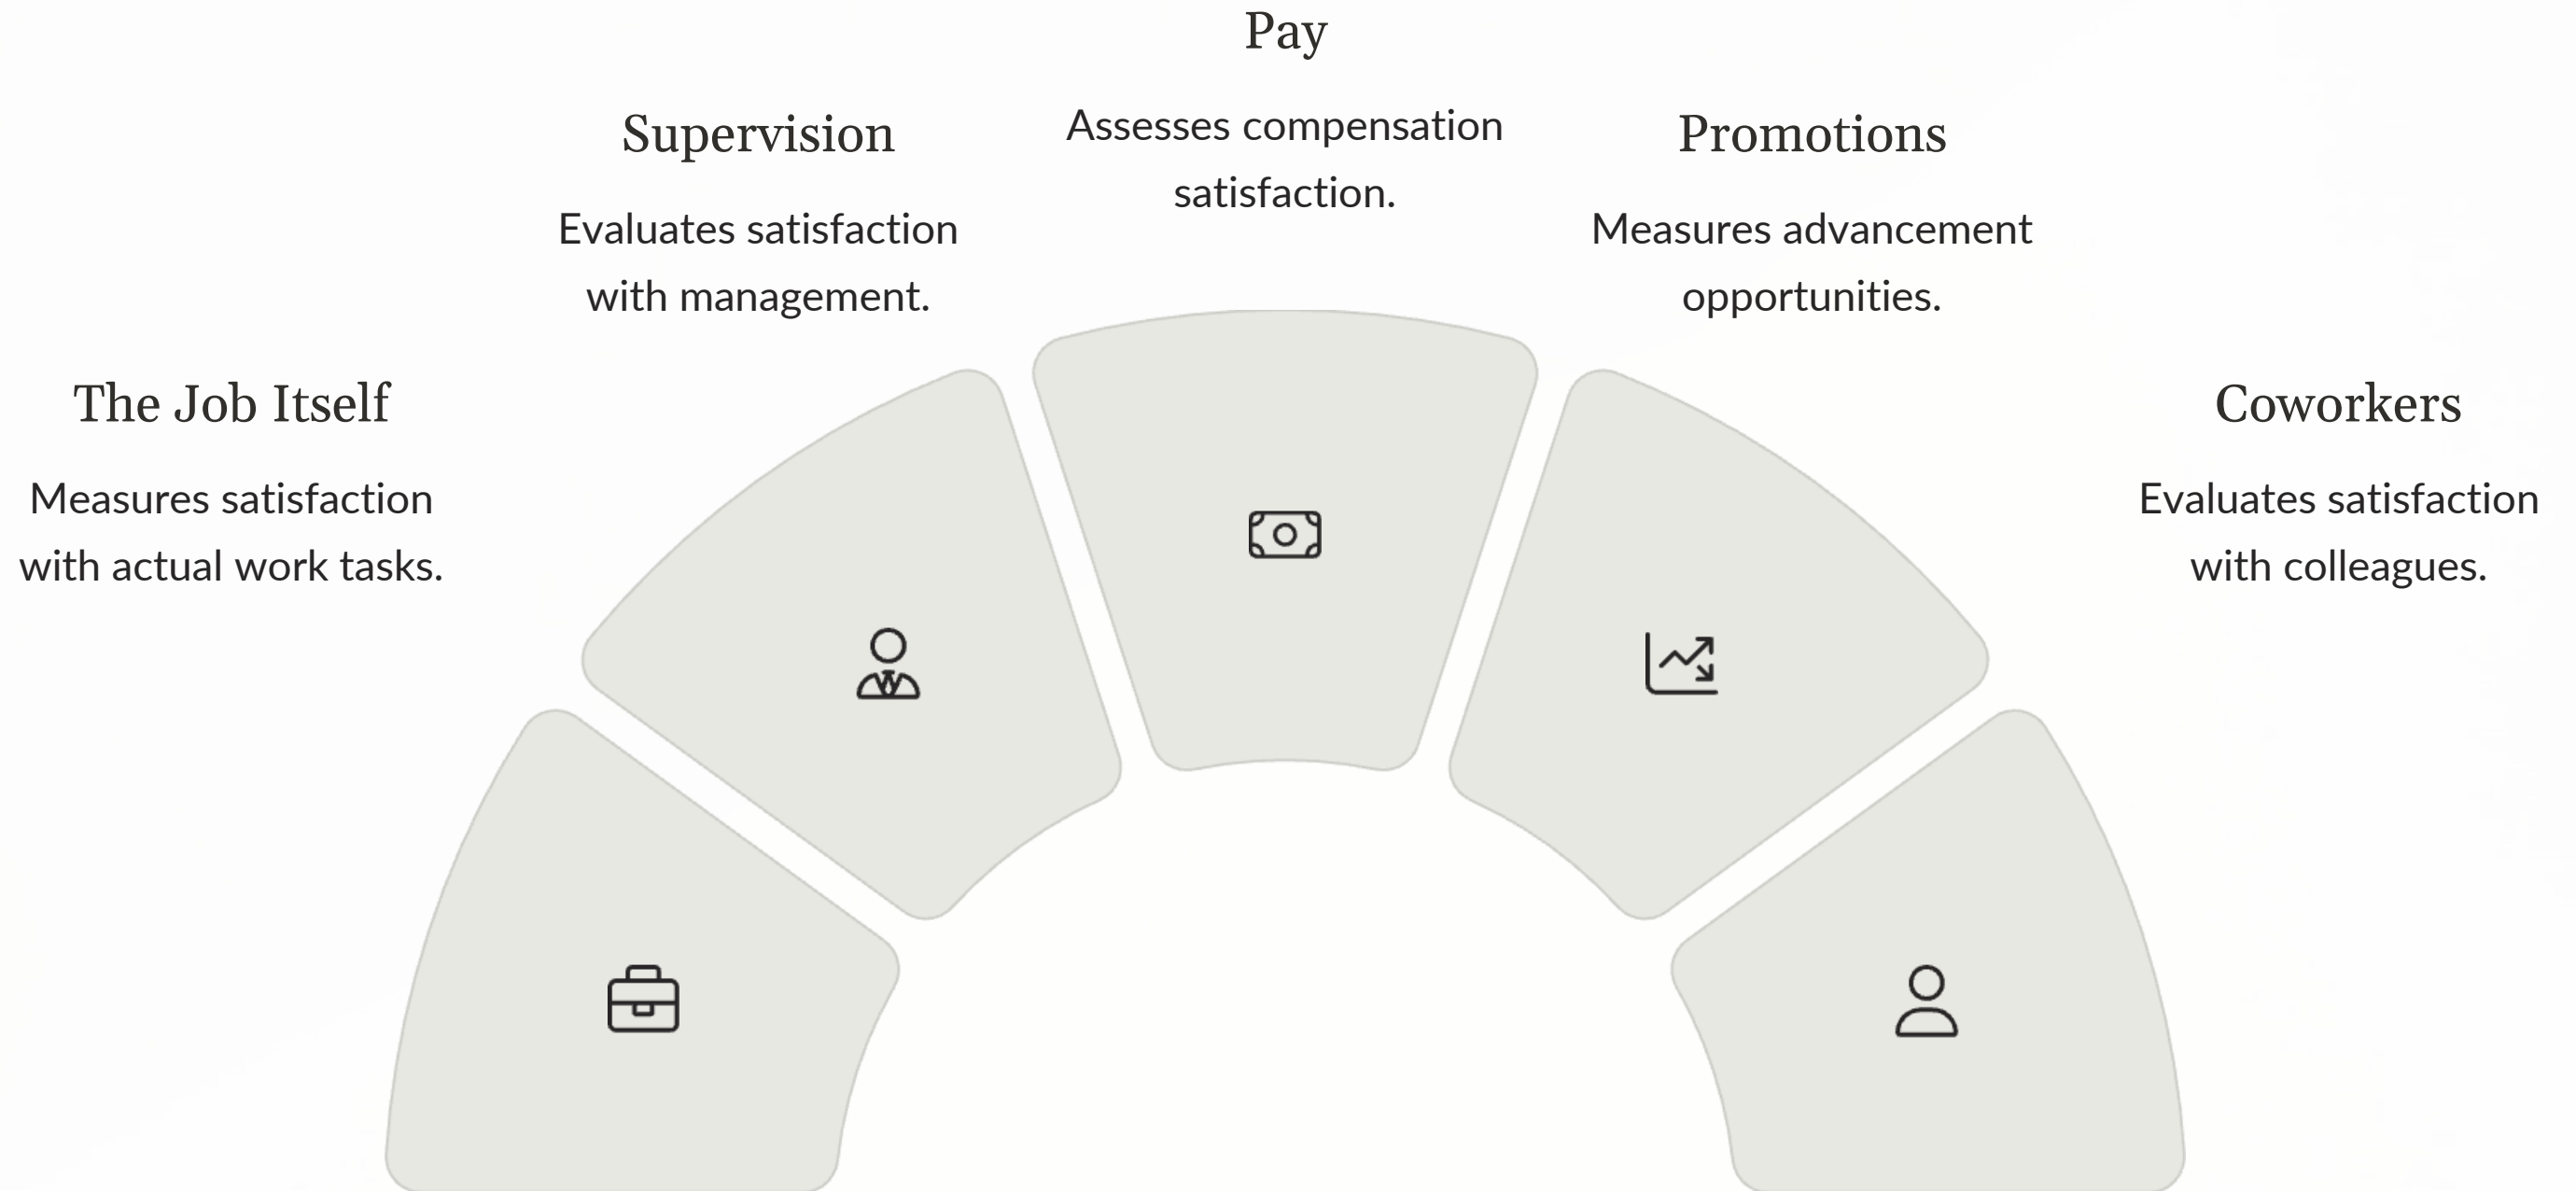 The Job Itself
Measures satisfaction
with actual work tasks.
Supervision
Evaluates satisfaction
with management.
Pay
Assesses compensation
satisfaction.
Promotions
Measures advancement
opportunities.
Coworkers
Evaluates satisfaction
with colleagues.